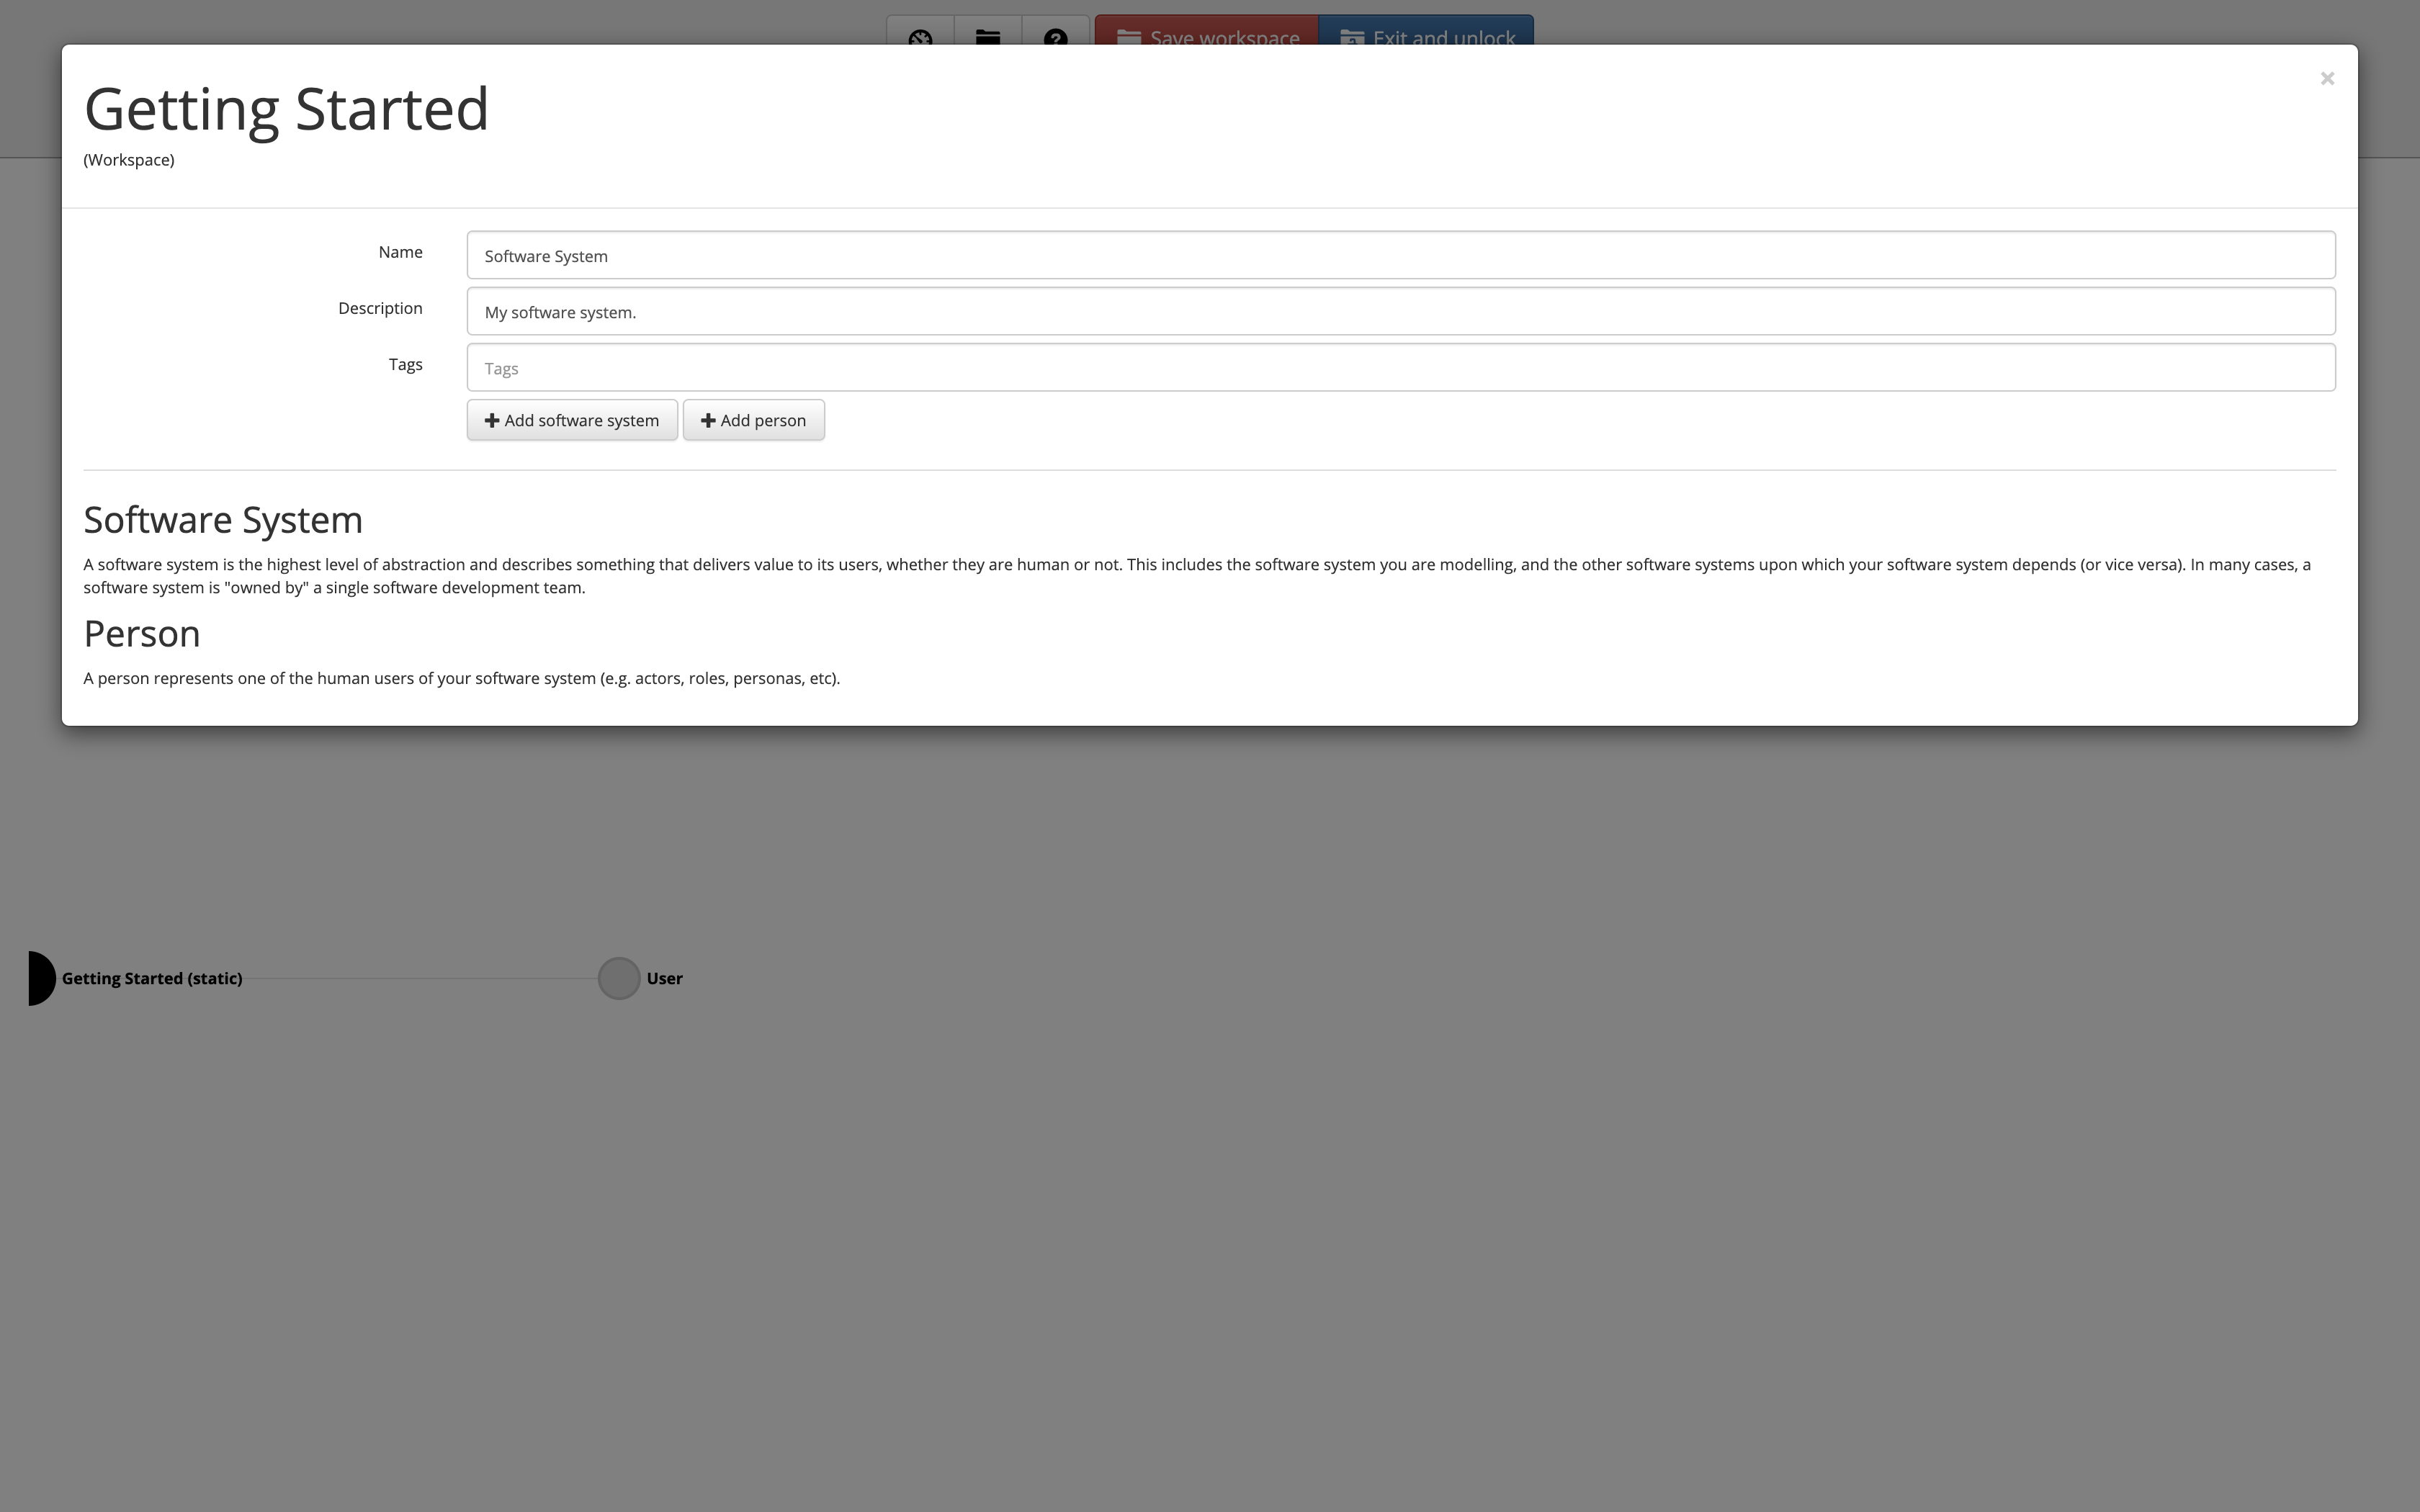 Save workspace
Exit and unlock
Getting Started
(Workspace)
Name
Software System
Description
My software system.
Tags
Tags
Add software system
Add person
Software System
A software system is the highest level of abstraction and describes something that delivers value to its users, whether they are human or not. This includes the software system you are modelling, and the other software systems upon which your software system depends (or vice versa). In many cases, a
software system is "owned by" a single software development team.
Person
A person represents one of the human users of your software system (e.g. actors, roles, personas, etc).
Getting Started (static)
User